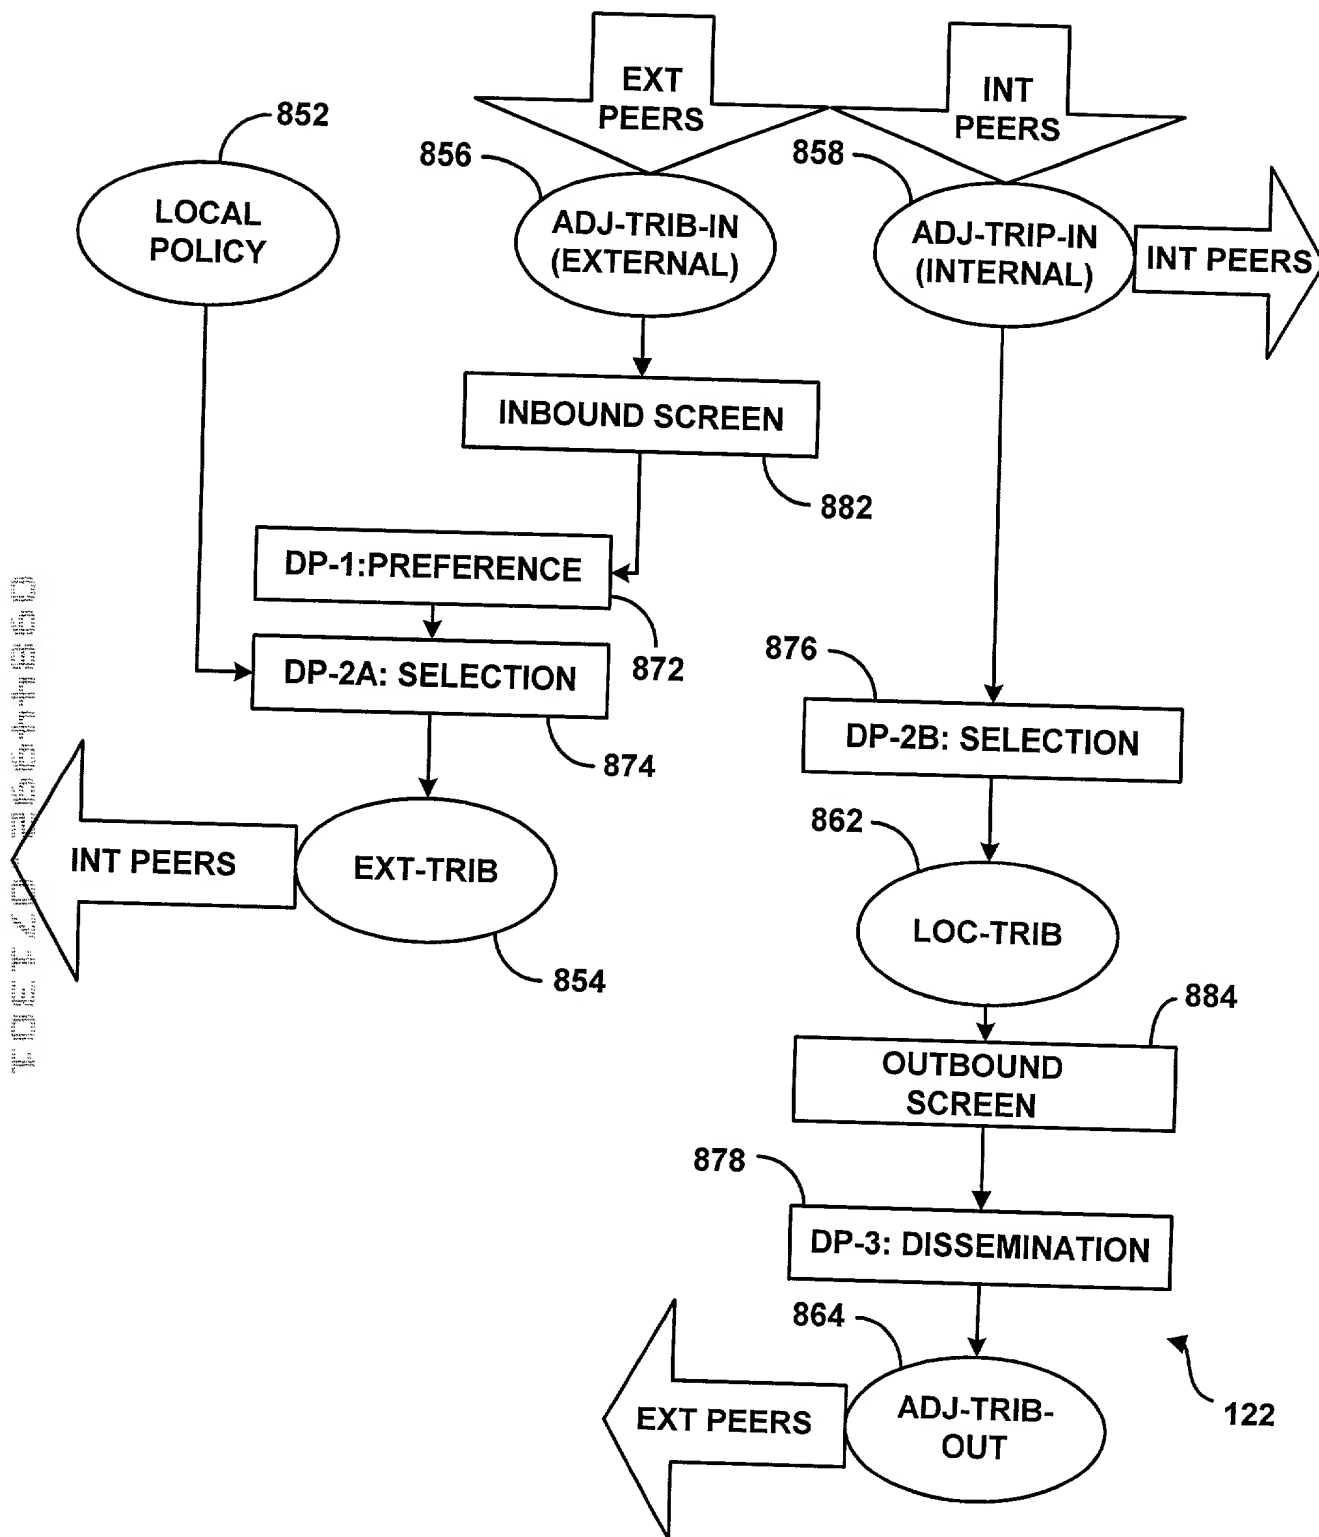 EXT
PEERS
INT
PEERS
852
856
858
LOCAL
POLICY
ADJ-TRIB-IN
(EXTERNAL)
ADJ-TRIP-IN
(INTERNAL)
INT PEERS
INBOUND SCREEN
882
DP-1:PREFERENCE
872
DP-2A: SELECTION
874
876
DP-2B: SELECTION
INT PEERS
EXT-TRIB
854
862
LOC-TRIB
884
OUTBOUND
SCREEN
878
DP-3: DISSEMINATION
864
EXT PEERS
ADJ-TRIB-
OUT
122